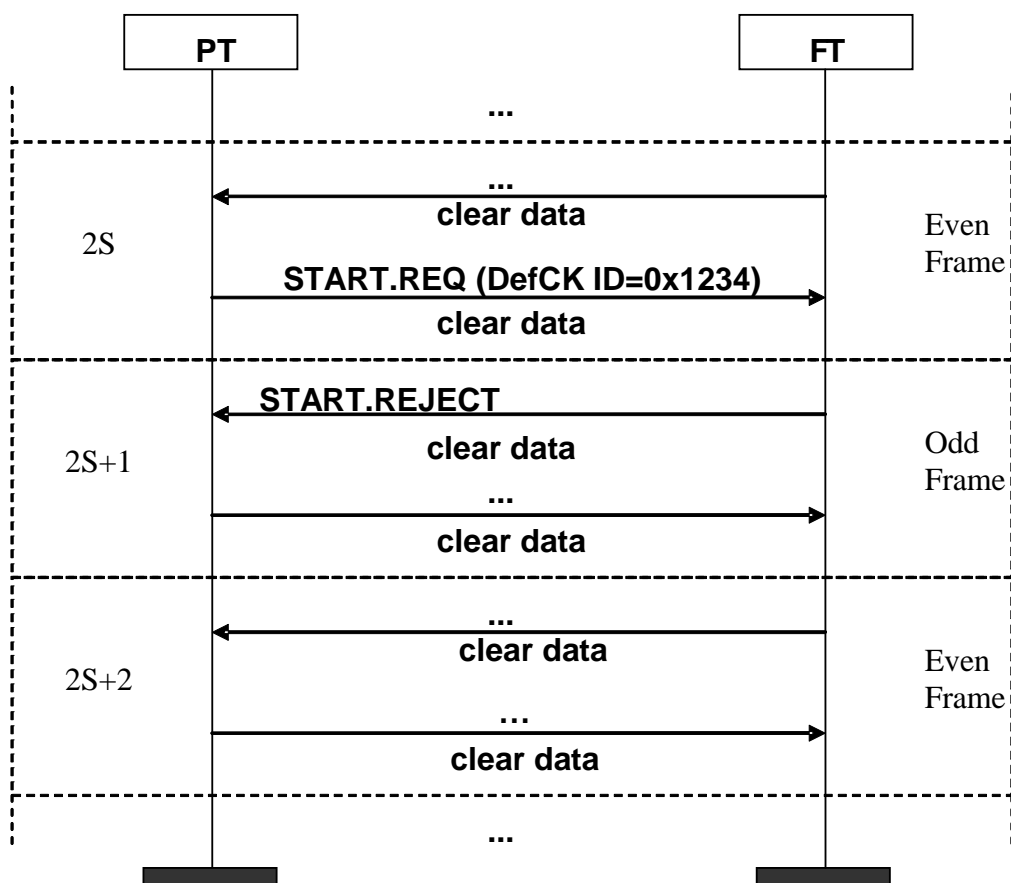 PT
FT
...
...
clear data
2S
Even
Frame
START.REQ (DefCK ID=0x1234)
clear data
START.REJECT
clear data
2S+1
Odd
Frame
...
clear data
...
clear data
2S+2
Even
Frame
...
clear data
...